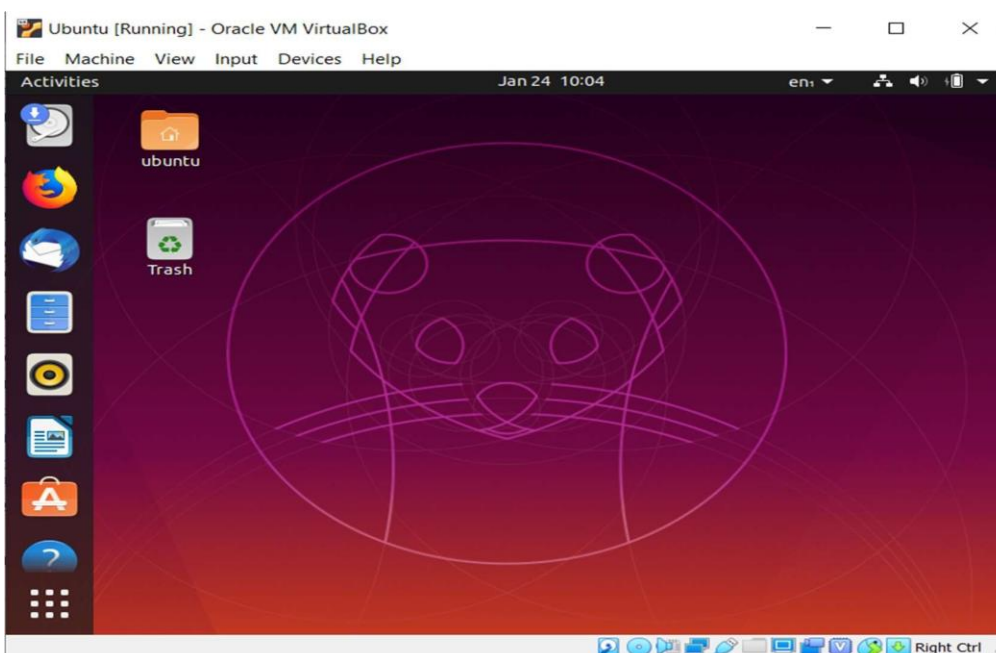 Ubuntu [Running] - Oracle VM VirtualBox
File Machine View Input Devices Help
Activities Jan 24 10:04 en₁
ubuntu
Trash
?
Right Ctrl